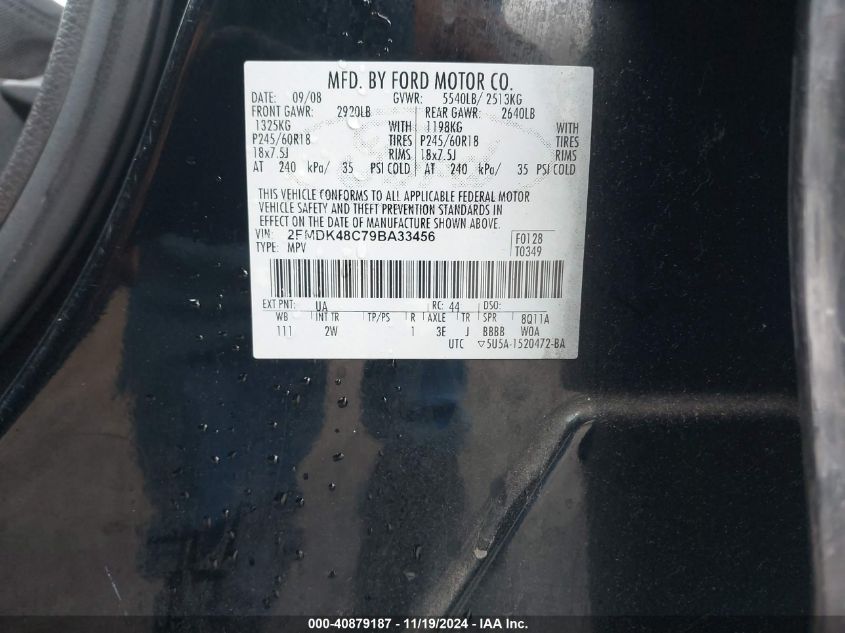 MFD. BY FORD MOTOR CO.
DATE: 09/08 GVWR: 5540LB/ 2513KG
FRONT GAWR: 2920LB REAR GAWR: 2640LB
1325KG WITH 1198KG WITH
P245/60R18 TIRES P245/60R18 TIRES
18x7.5J RIMS 18x7.5J RIMS
AT 240 kPa/ 35 PSI COLD AT 240 kPa/ 35 PSI COLD
THIS VEHICLE CONFORMS TO ALL APPLICABLE FEDERAL MOTOR
VEHICLE SAFETY AND THEFT PREVENTION STANDARDS IN
EFFECT ON THE DATE OF MANUFACTURE SHOWN ABOVE.
VIN: 2FMDK48C79BA33456 F0128
TYPE: MPV T0349
EXT PNT: UA RC: 44 DSO:
WB INT TR TP/PS R AXLE TR SPR 8Q11A
111 2W 1 3E J BBBB WOA
UTC ▽5U5A-1520472-BA
000-40879187 - 11/19/2024 - IAA Inc.